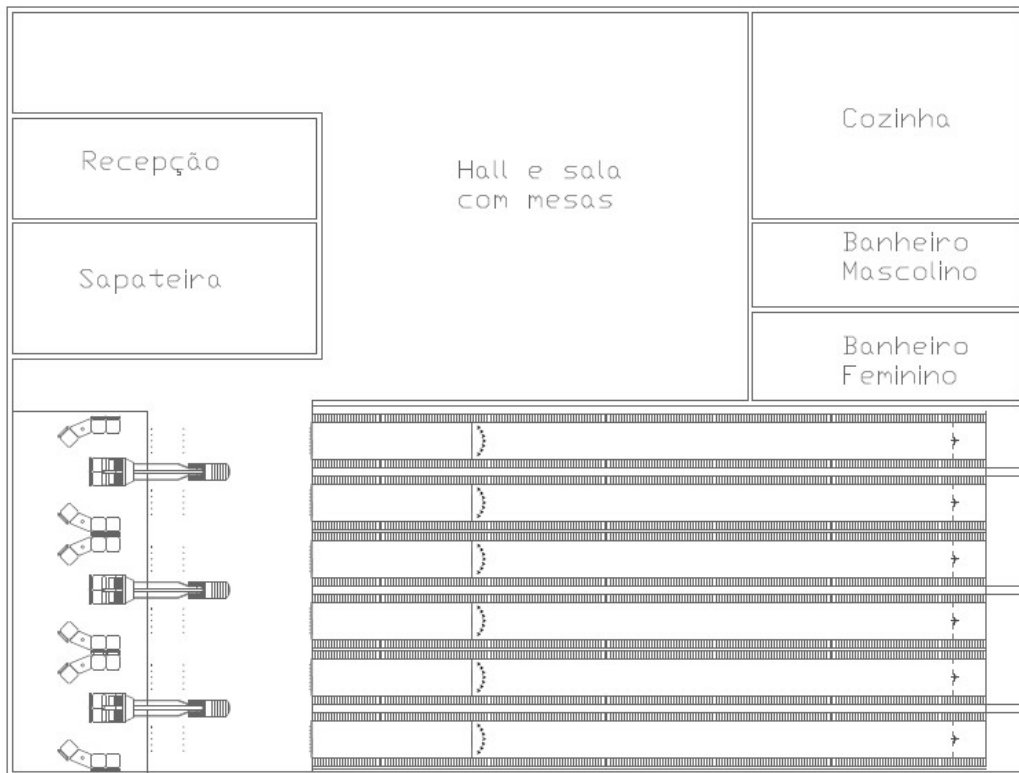 Cozinha
Recepção
Hall e sala
com mesas
Banheiro
Mascolino
Sapateira
Banheiro
Feminino